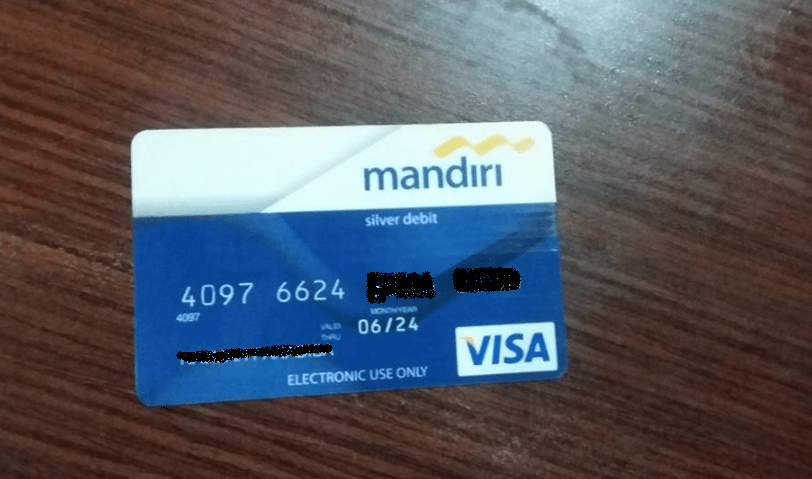 mandiri
silver debit
4097 6624
4097
MONTH/YEAR
VALID THRU 06/24
VISA
ELECTRONIC USE ONLY